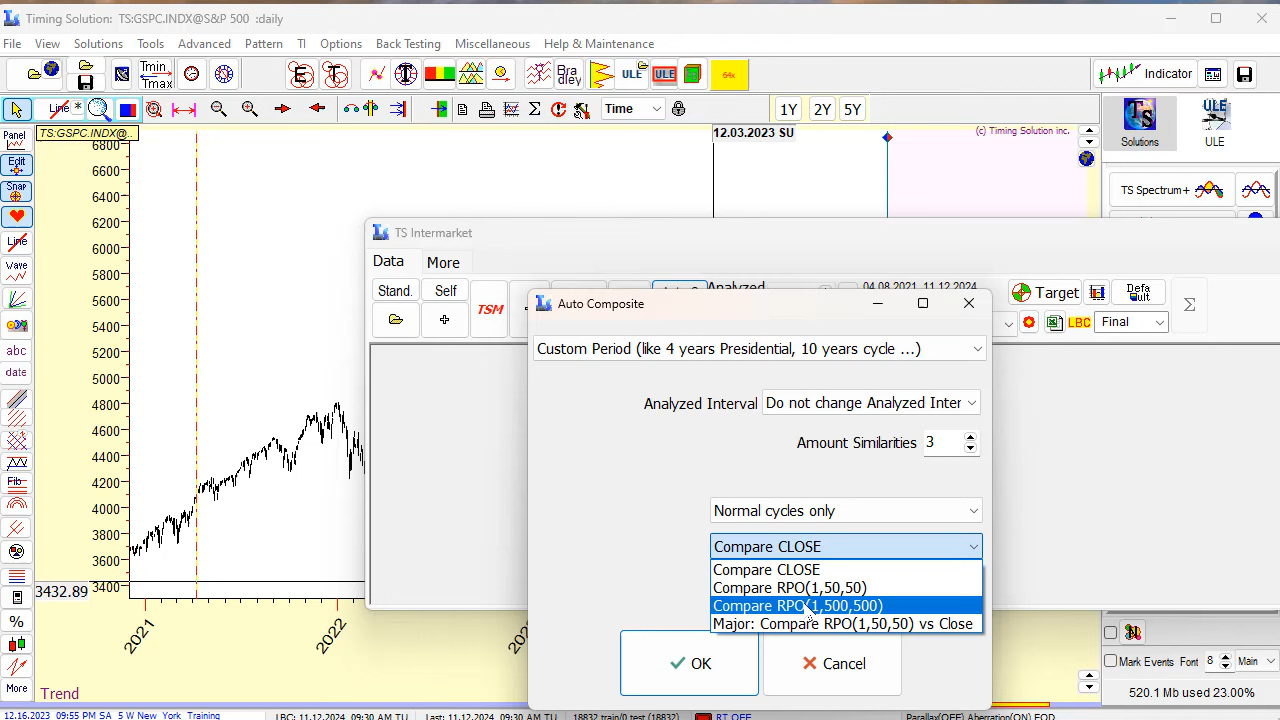 Timing Solution: TS:GSPC.INDX@S&P 500 :daily
File View Solutions Tools Advanced Pattern TI Options Back Testing Miscellaneous Help & Maintenance
Tmin
Tmax
E
T
Bra
day
ULE
ULE
64x
Indicator
Line
*
Time
1Y 2Y 5Y
Panel
TS:GSPC.INDX@..
12.03.2023 SU
(c) Timing Solution inc.
Solutions
ULE
ULE
Edit
Snap
Line
Wave
abc
date
Fib
%
More
TS Spectrum+
6800
6600
6400
6200
6000
5800
5600
5400
5200
5000
4800
4600
4400
4200
4000
3800
3600
3400
3432.89
2021
2022
Trend
TS Intermarket
Data
More
Stand.
Self
TSM
Analyzed
04.08.2021, 11.12.2024
Target
Defa
ult
LBC
Final
Σ
Auto Composite
Custom Period (like 4 years Presidential, 10 years cycle ...)
Analyzed Interval
Do not change Analyzed Inter
Amount Similarities
3
Normal cycles only
Compare CLOSE
Compare CLOSE
Compare RPO(1,50,50)
Compare RPO(1,500,500)
Major: Compare RPO(1,50,50) vs Close
OK
Cancel
Mark Events Font 8 Main
520.1 Mb used 23.00%
12.16.2023 09:55 PM SA 5 W New York Training
LBC: 11.12.2024 09:30 AM TU
Last: 11.12.2024 09:30 AM TU
18832 train/0 test (18832)
RT OFF
Parallax(OFF) Aberration(ON) EOD